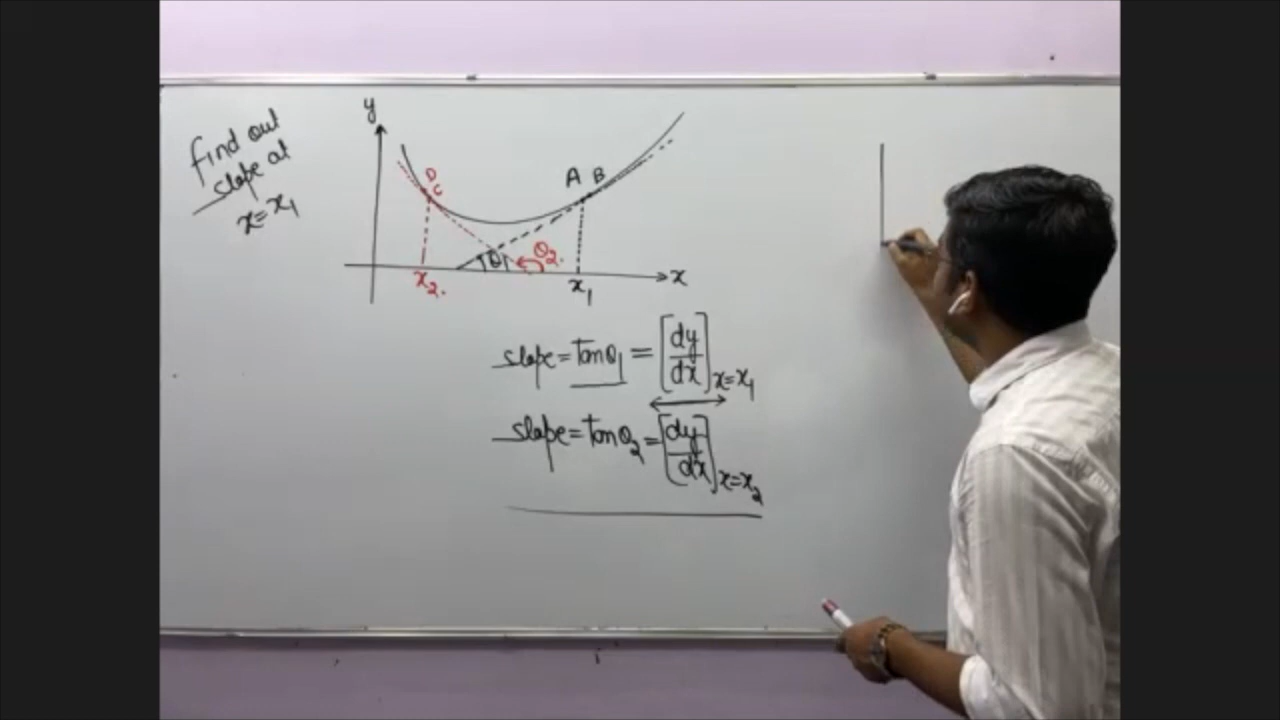 find out
slope at
x=x₁
y
D
C
A B
θ₁
θ₂.
x₂.
x₁
x
slope = tanθ₁ = [dy/dx]x=x₁
slope = tanθ₂ = [dy/dx]x=x₂